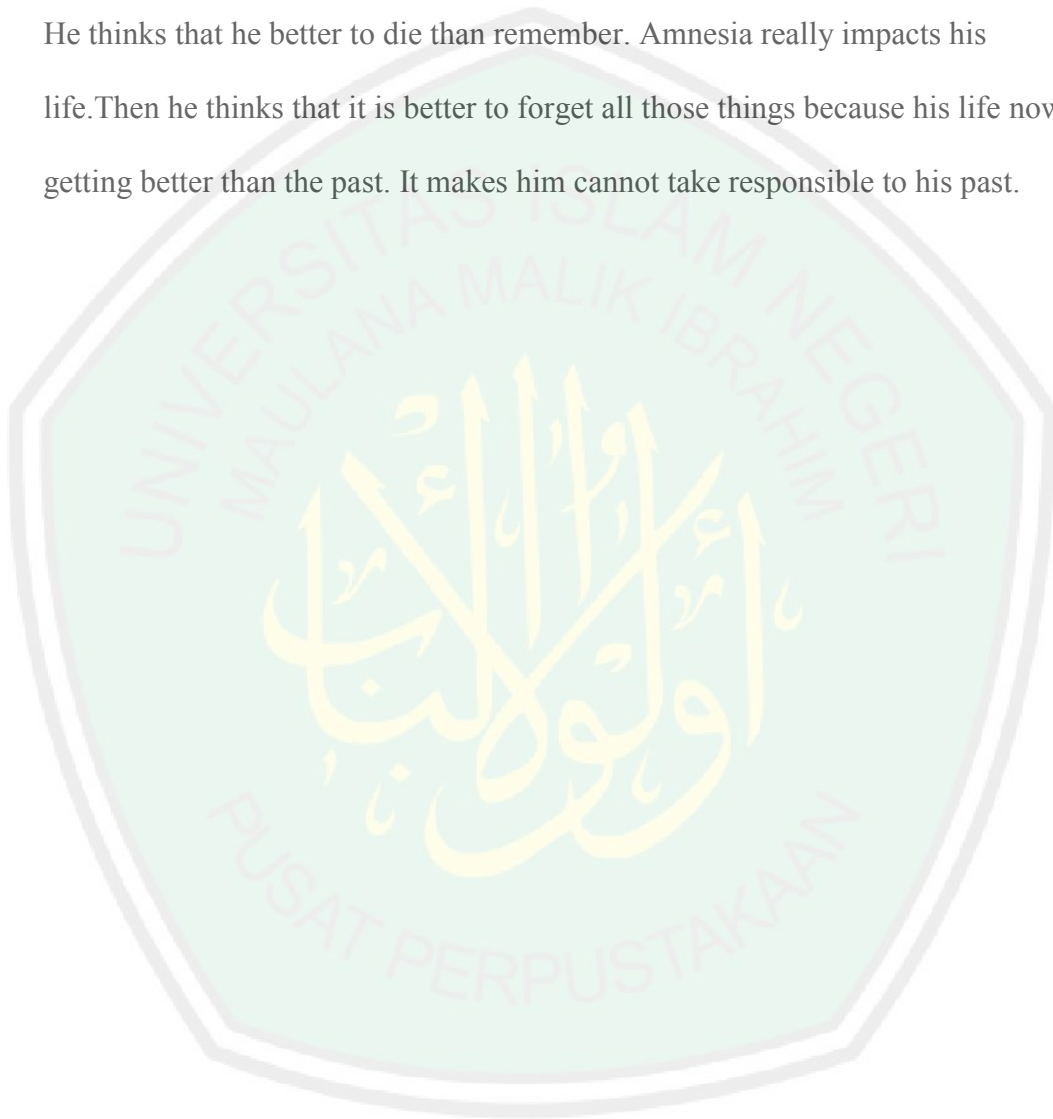 He thinks that he better to die than remember. Amnesia really impacts his
life.Then he thinks that it is better to forget all those things because his life now
getting better than the past. It makes him cannot take responsible to his past.
UNIVERSITAS ISLAM NEGERI
MAULANA MALIK IBRAHIM
أولوا الألباب
PUSAT PERPUSTAKAAN